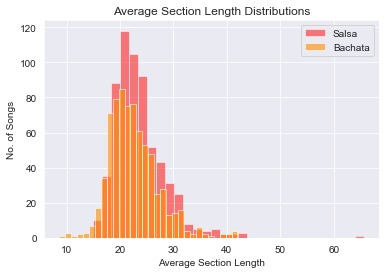 Average Section Length Distributions
Salsa
Bachata
No. of Songs
120
100
80
60
40
20
0
10 20 30 40 50 60
Average Section Length